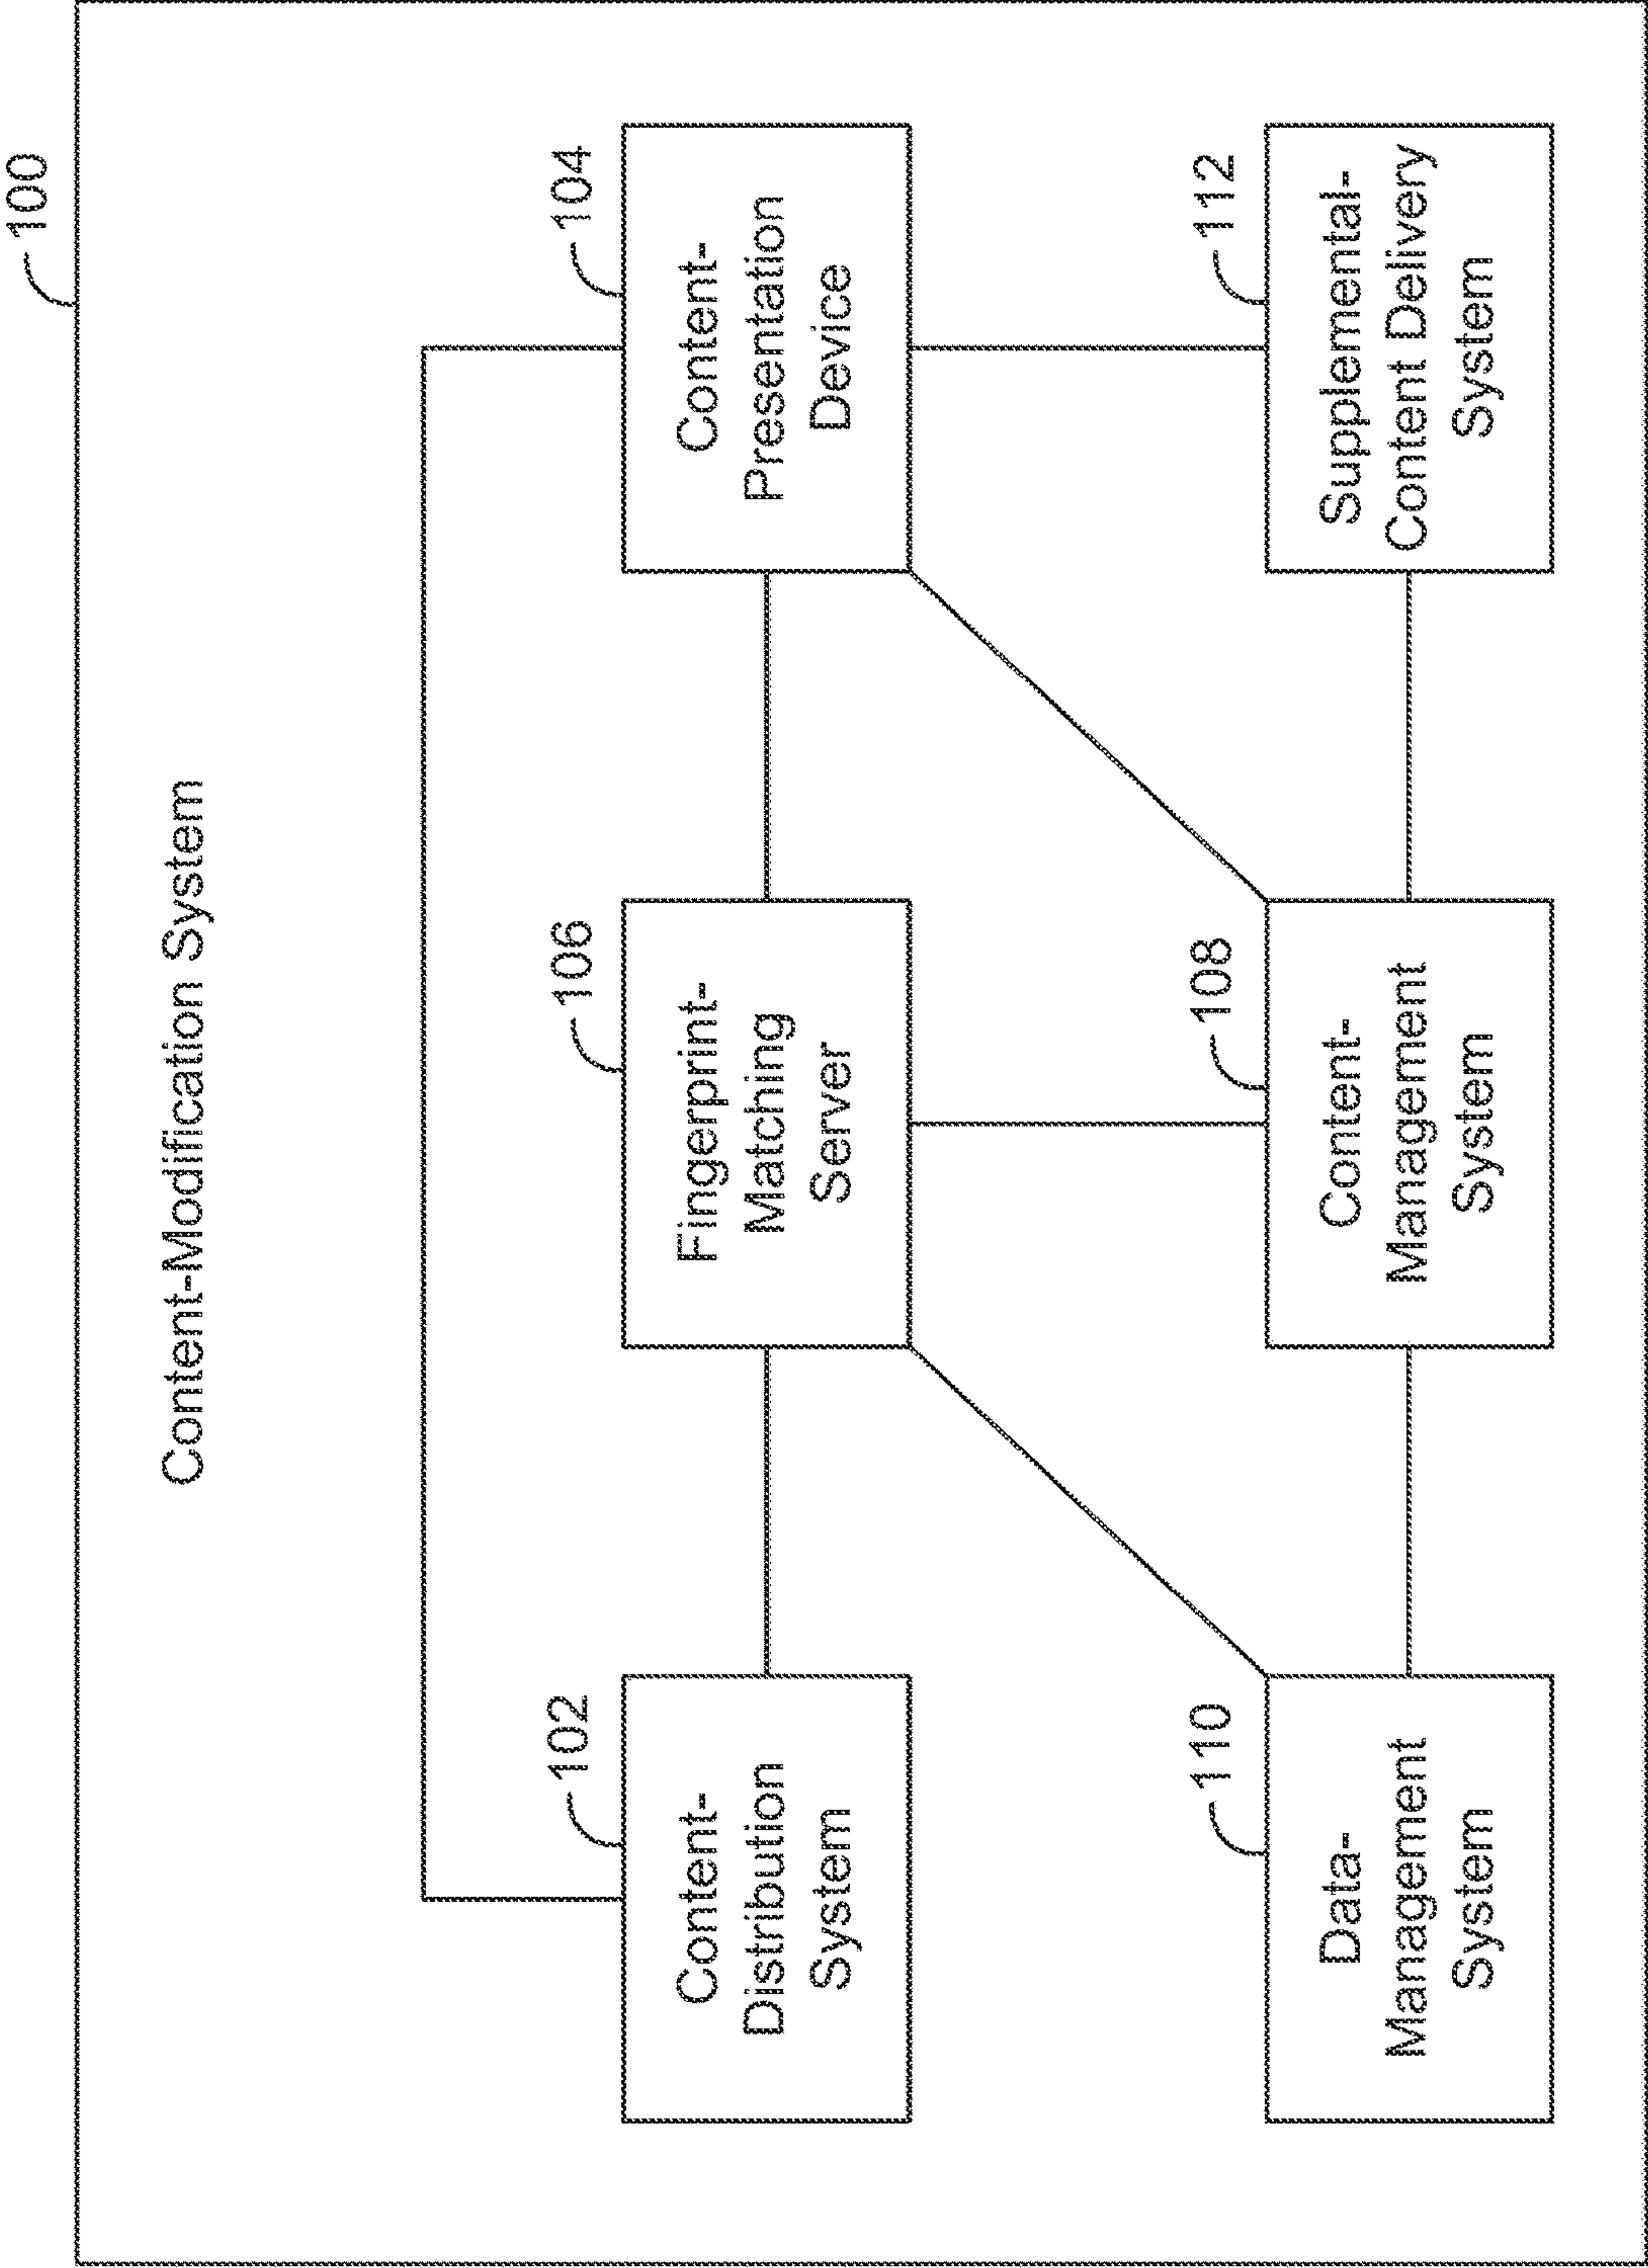 100
Content-Modification System
102
Content-
Distribution
System
106
Fingerprint-
Matching
Server
104
Content-
Presentation
Device
110
Data-
Management
System
108
Content-
Management
System
112
Supplemental-
Content Delivery
System